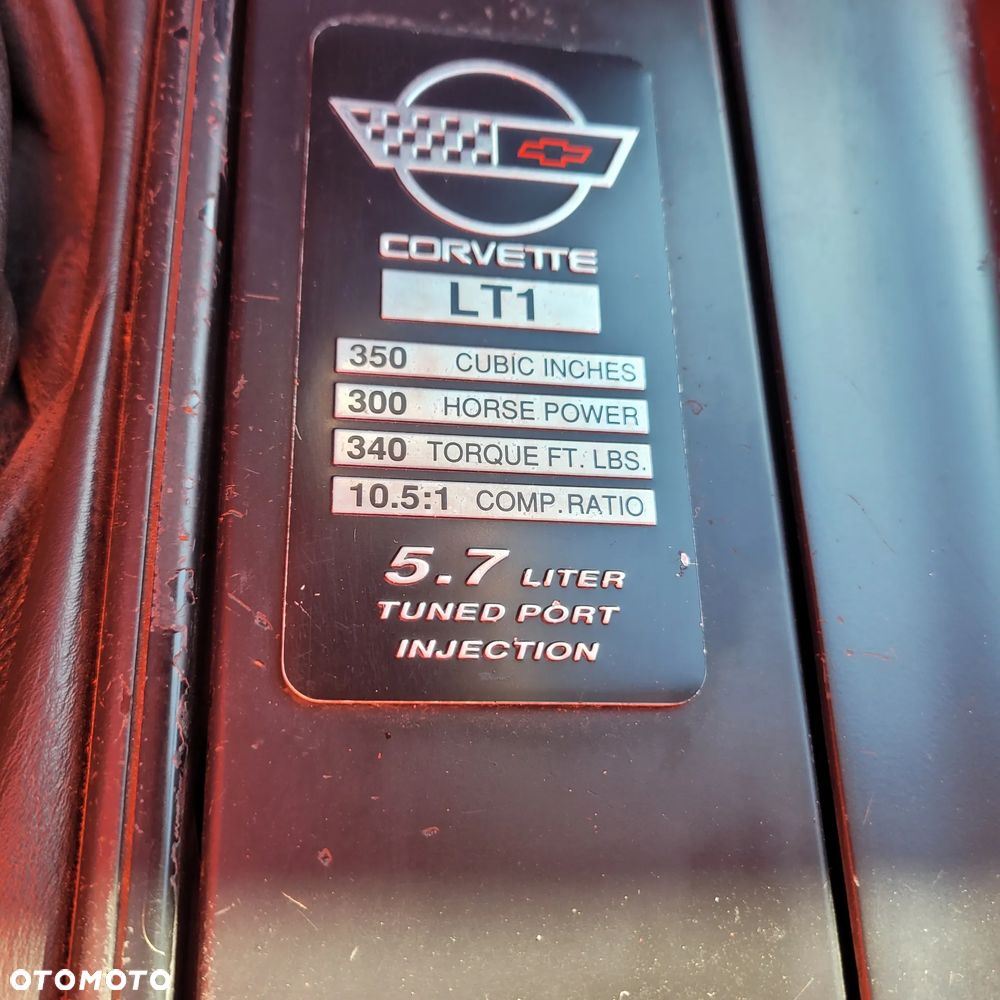 CORVETTE
LT1
350 CUBIC INCHES
300 HORSE POWER
340 TORQUE FT. LBS.
10.5:1 COMP. RATIO
5.7 LITER
TUNED PORT
INJECTION
OTOMOTO